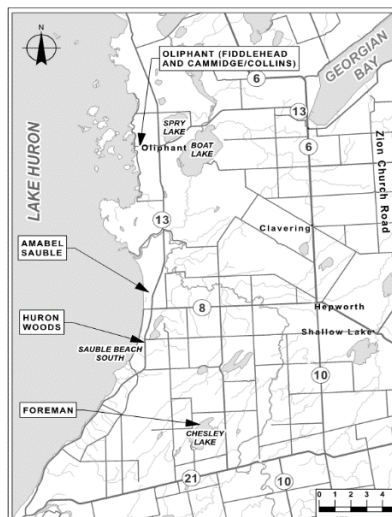 N
OLIPHANT (FIDDLEHEAD
AND CAMMIDGE/COLLINS)
GEORGIAN
BAY
6
13
SPRY
LAKE
6
Oliphant
BOAT
LAKE
LAKE HURON
Zion Church Road
13
Clavering
AMABEL
SAUBLE
8
Hepworth
HURON
WOODS
Shallow Lake
SAUBLE BEACH
SOUTH
10
FOREMAN
CHESLEY
LAKE
21
10
0 1 2 3 4